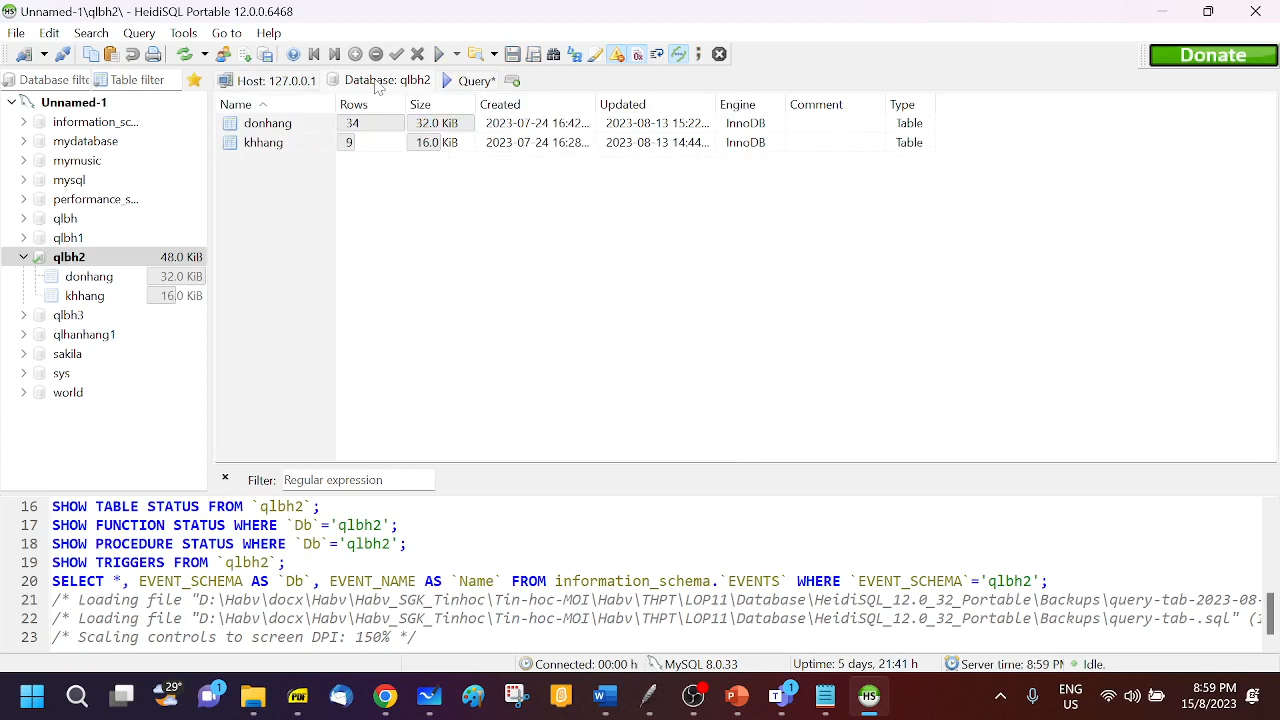 Unnamed-1\qlbh2\ - HeidiSQL Portable 12.0.0.6468
File Edit Search Query Tools Go to Help
Donate
Database filte Table filter Host: 127.0.0.1 Database: qlbh2 Query*
Unnamed-1
information_sc...
mydatabase
mymusic
mysql
performance_s...
qlbh
qlbh1
qlbh2 48.0 KiB
donhang 32.0 KiB
khhang 16.0 KiB
qlbh3
qlhanhang1
sakila
sys
world
Name Rows Size Created Updated Engine Comment Type
donhang 34 32.0 KiB 2023-07-24 16:42... 2023-08-13 15:22... InnoDB Table
khhang 9 16.0 KiB 2023-07-24 16:28... 2023-08-13 14:44... InnoDB Table
× Filter: Regular expression
16 SHOW TABLE STATUS FROM `qlbh2`;
17 SHOW FUNCTION STATUS WHERE `Db`='qlbh2';
18 SHOW PROCEDURE STATUS WHERE `Db`='qlbh2';
19 SHOW TRIGGERS FROM `qlbh2`;
20 SELECT *, EVENT_SCHEMA AS `Db`, EVENT_NAME AS `Name` FROM information_schema.`EVENTS` WHERE `EVENT_SCHEMA`='qlbh2';
21 /* Loading file "D:\Habv\docx\Habv\Habv_SGK_Tinhoc\Tin-hoc-MOI\Habv\THPT\LOP11\Database\HeidiSQL_12.0_32_Portable\Backups\query-tab-2023-08-
22 /* Loading file "D:\Habv\docx\Habv\Habv_SGK_Tinhoc\Tin-hoc-MOI\Habv\THPT\LOP11\Database\HeidiSQL_12.0_32_Portable\Backups\query-tab-.sql" (1
23 /* Scaling controls to screen DPI: 150% */
Connected: 00:00 h MySQL 8.0.33 Uptime: 5 days, 21:41 h Server time: 8:59 PM Idle.
29° 1 PDF 1 HS ENG US 8:59 PM 15/8/2023